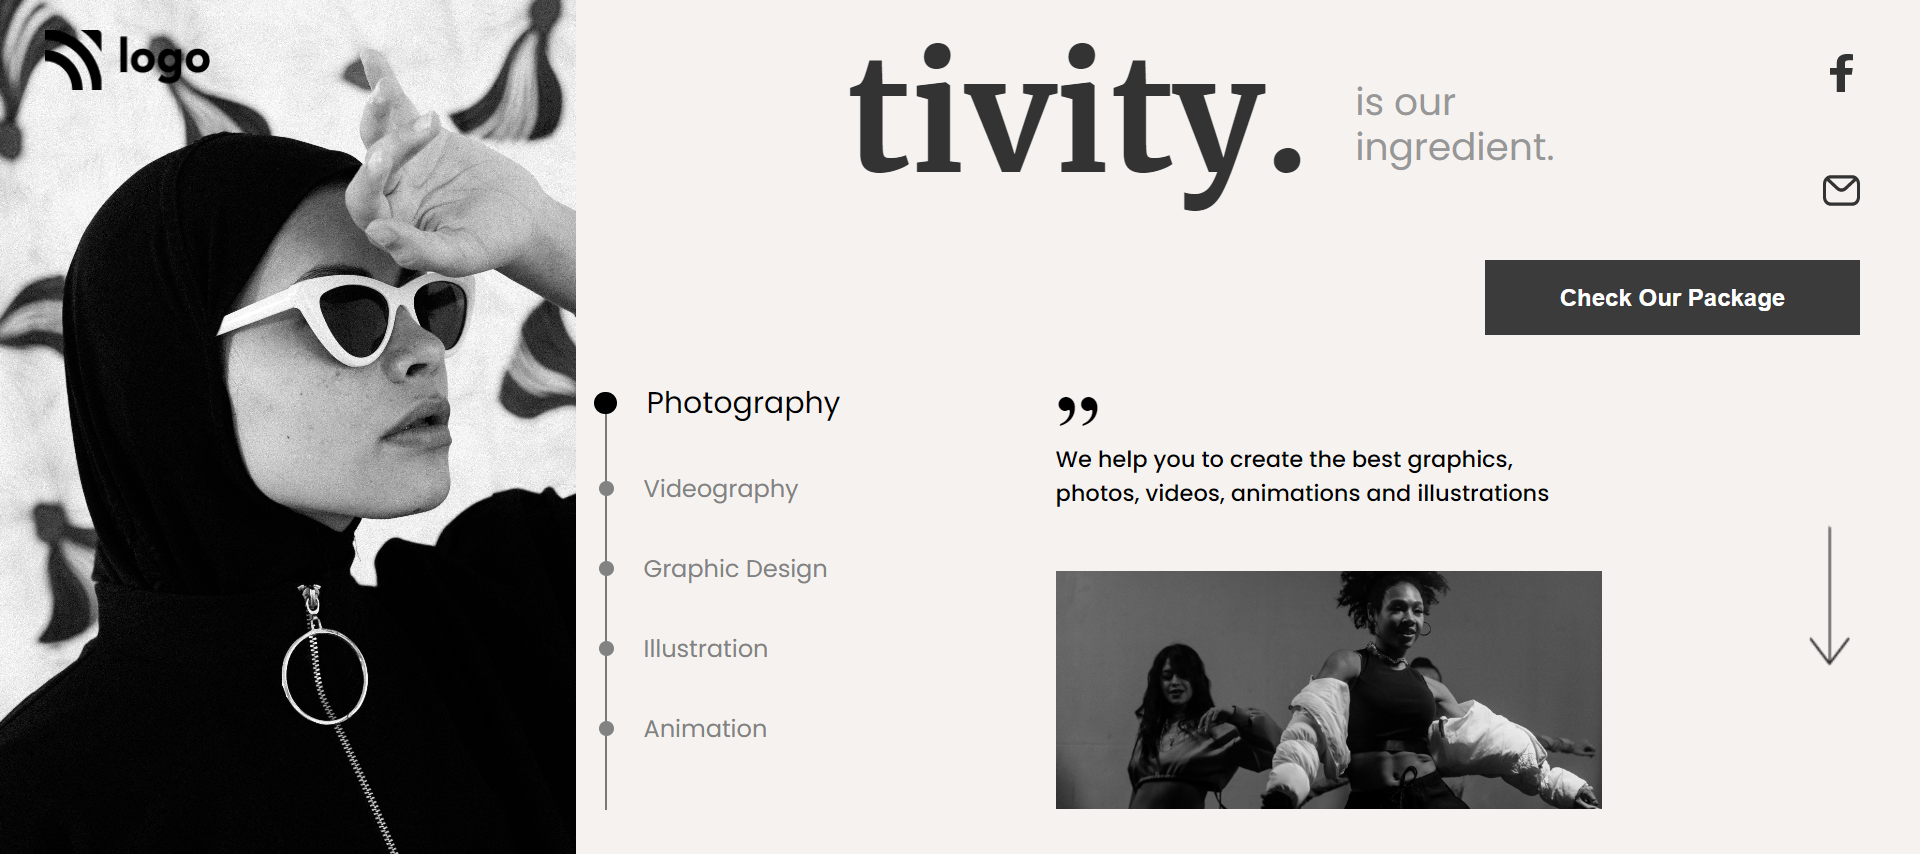 logo
tivity.
is our
ingredient.
Check Our Package
Photography
Videography
Graphic Design
Illustration
Animation
”
We help you to create the best graphics,
photos, videos, animations and illustrations